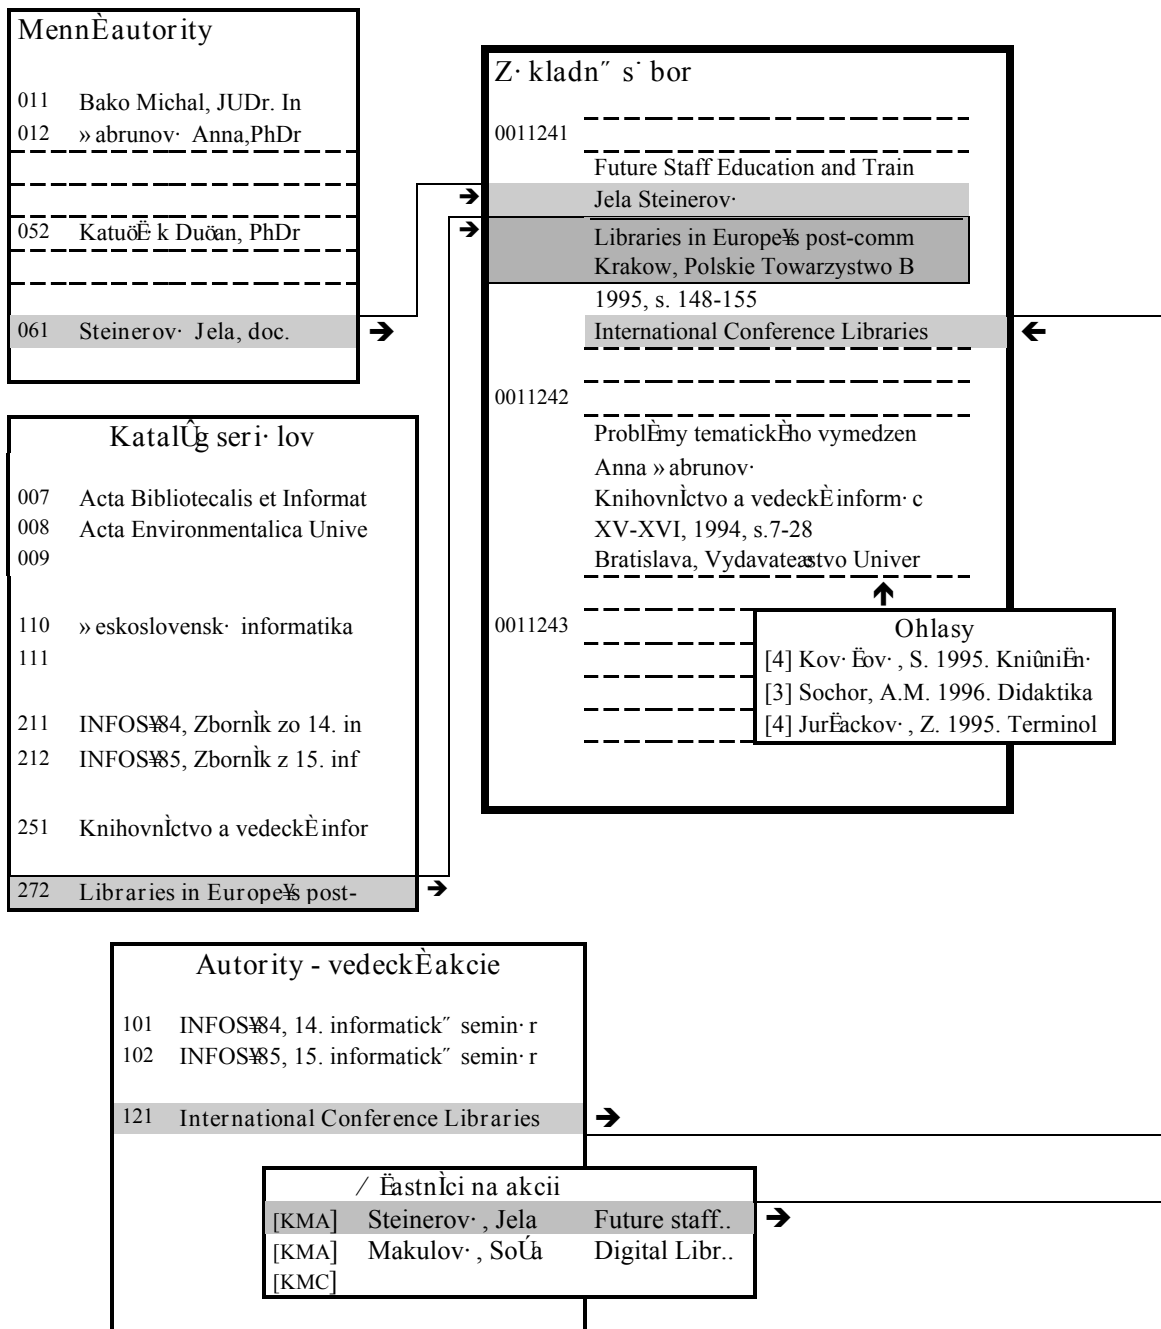 MennÈ autority
011 Bako Michal, JUDr. In
012 »abrunov· Anna,PhDr
052 KatuöË·k Duöan, PhDr
061 Steinerov· Jela, doc.
Z·kladn˝ s˙bor
0011241
Future Staff Education and Train
Jela Steinerov·
Libraries in Europe¥s post-comm
Krakow, Polskie Towarzystwo B
1995, s. 148-155
International Conference Libraries
0011242
ProblÈmy tematickÈho vymedzen
Anna »abrunov·
KnihovnÌctvo a vedeckÈ inform·c
XV-XVI, 1994, s.7-28
Bratislava, Vydavateæstvo Univer
0011243
Ohlasy
[4] Kov·Ëov·, S. 1995. KniûniËn·
[3] Sochor, A.M. 1996. Didaktika
[4] JurËackov·, Z. 1995. Terminol
KatalÛg seri·lov
007 Acta Bibliotecalis et Informat
008 Acta Environmentalica Unive
009
110 »eskoslovensk· informatika
111
211 INFOS¥84, ZbornÌk zo 14. in
212 INFOS¥85, ZbornÌk z 15. inf
251 KnihovnÌctvo a vedeckÈ infor
272 Libraries in Europe¥s post-
Autority - vedeckÈ akcie
101 INFOS¥84, 14. informatick˝ semin·r
102 INFOS¥85, 15. informatick˝ semin·r
121 International Conference Libraries
⁄ËastnÌci na akcii
[KMA] Steinerov·, Jela Future staff..
[KMA] Makulov·, SoÚa Digital Libr..
[KMC]